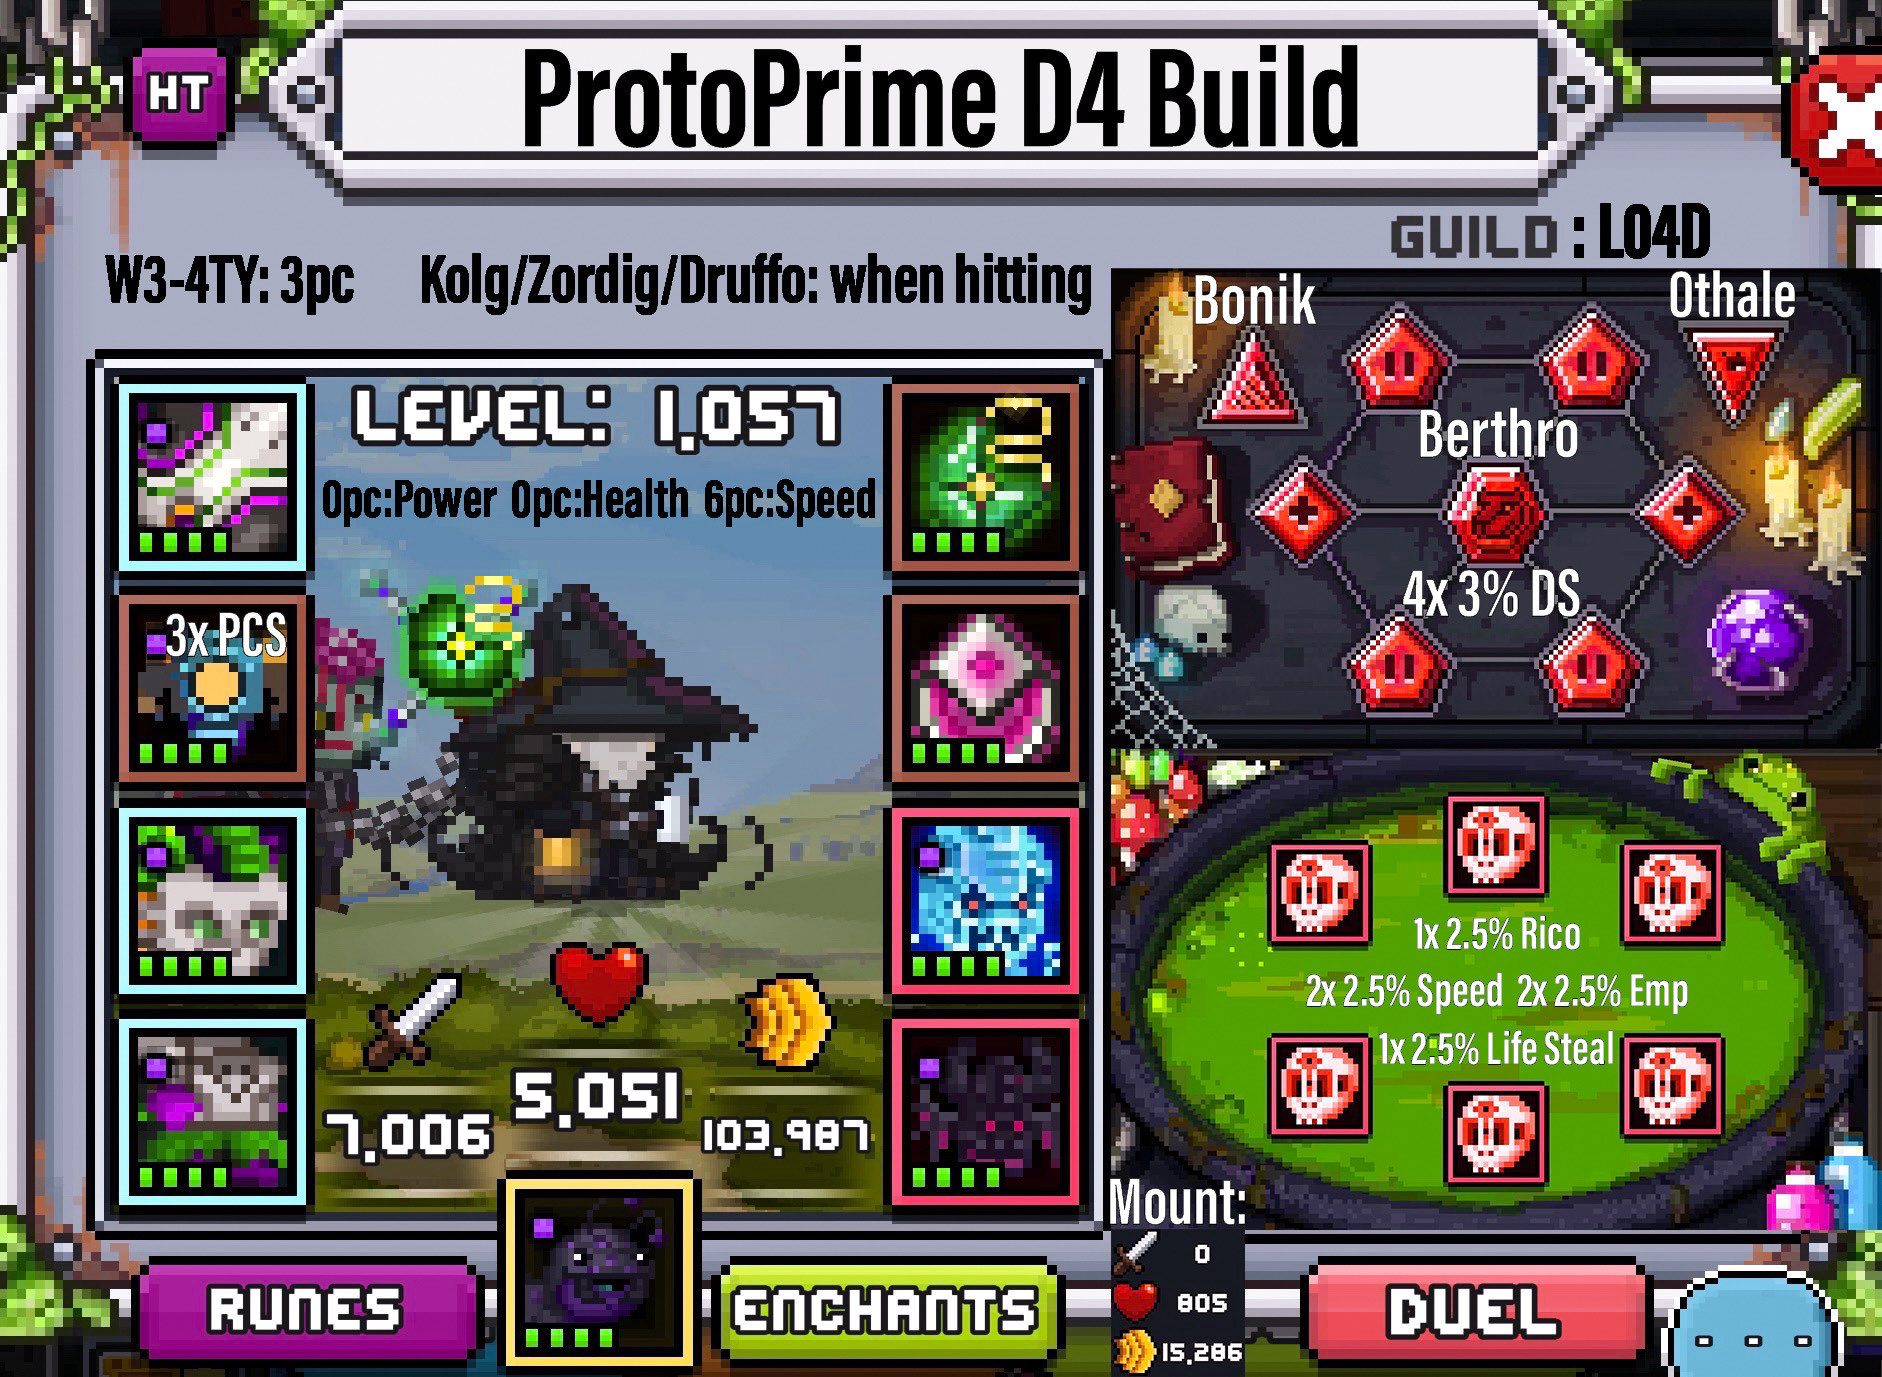 HT
ProtoPrime D4 Build
GUILD : L04D
W3-4TY: 3pc Kolg/Zordig/Druffo: when hitting
Bonik
Othale
LEVEL: 1,057
0pc:Power 0pc:Health 6pc:Speed
Berthro
4x 3% DS
3x PCS
1x 2.5% Rico
2x 2.5% Speed 2x 2.5% Emp
1x 2.5% Life Steal
7,006
5,051
103,987
Mount:
0
805
15,286
RUNES
ENCHANTS
DUEL